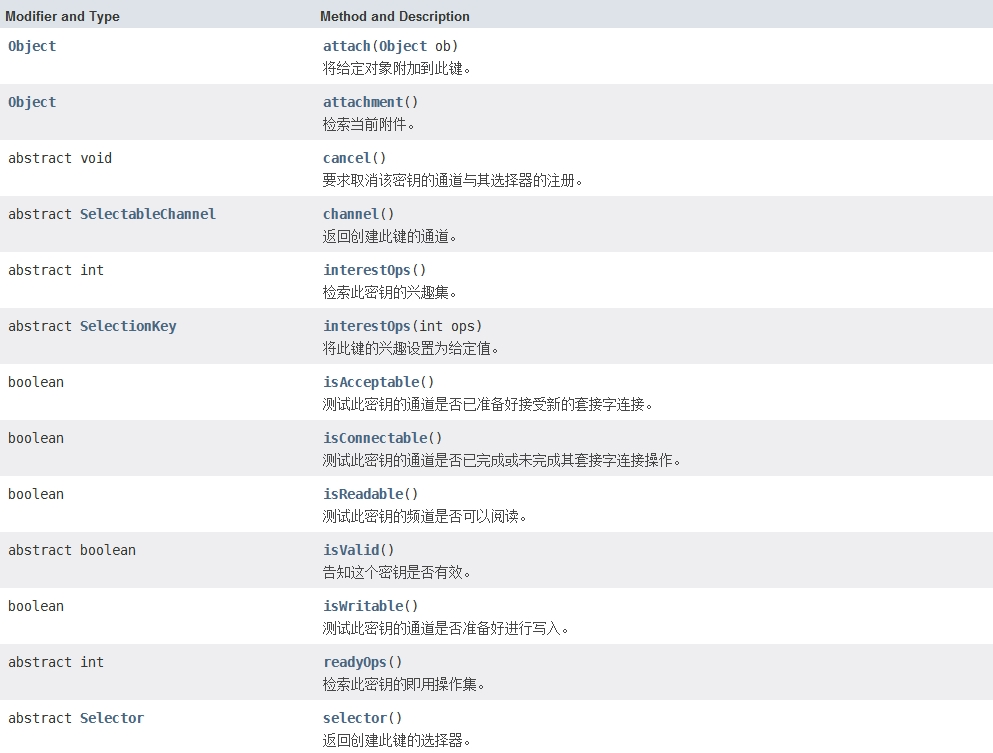 Modifier and Type Method and Description
Object attach(Object ob)
将给定对象附加到此键。
Object attachment()
检索当前附件。
abstract void cancel()
要求取消该密钥的通道与其选择器的注册。
abstract SelectableChannel channel()
返回创建此键的通道。
abstract int interestOps()
检索此密钥的兴趣集。
abstract SelectionKey interestOps(int ops)
将此键的兴趣设置为给定值。
boolean isAcceptable()
测试此密钥的通道是否已准备好接受新的套接字连接。
boolean isConnectable()
测试此密钥的通道是否已完成或未完成其套接字连接操作。
boolean isReadable()
测试此密钥的频道是否可以阅读。
abstract boolean isValid()
告知这个密钥是否有效。
boolean isWritable()
测试此密钥的通道是否准备好进行写入。
abstract int readyOps()
检索此密钥的即用操作集。
abstract Selector selector()
返回创建此键的选择器。